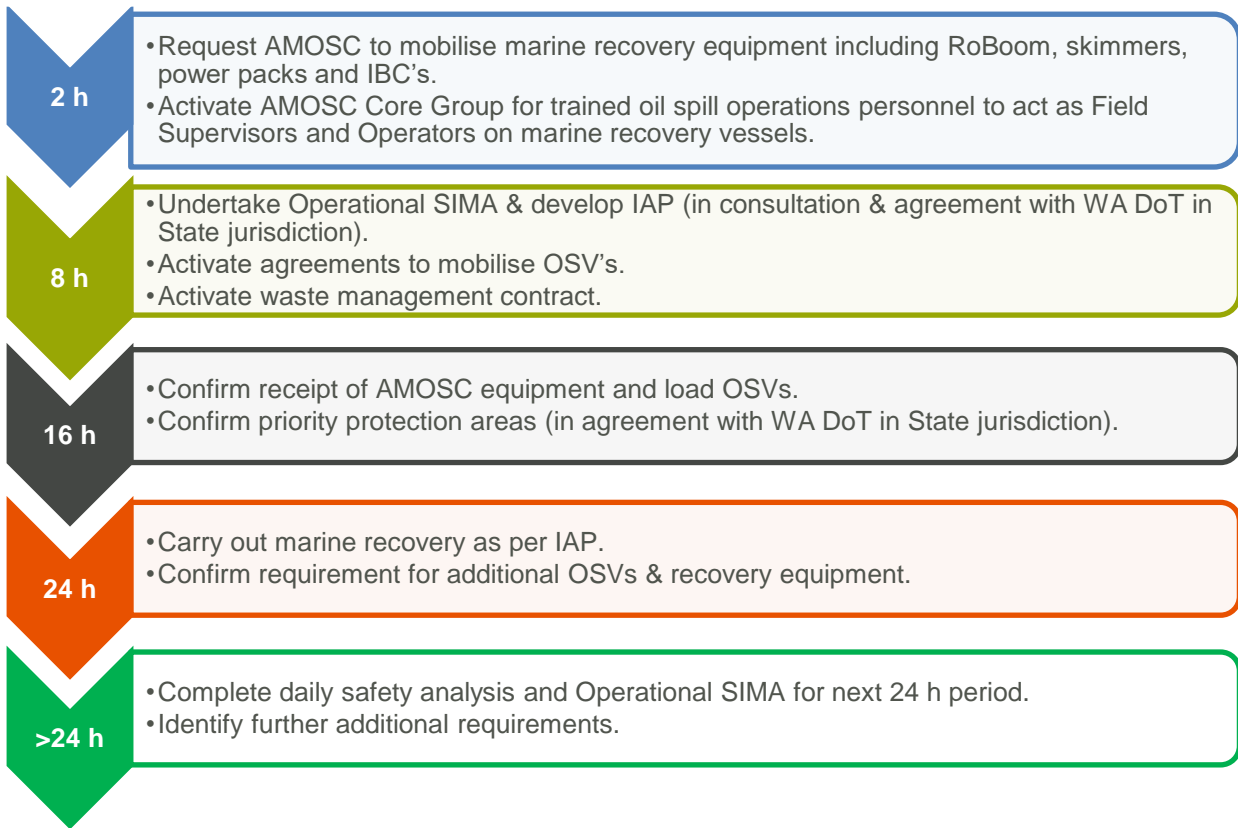 2 h
•Request AMOSC to mobilise marine recovery equipment including RoBoom, skimmers,
power packs and IBC's.
•Activate AMOSC Core Group for trained oil spill operations personnel to act as Field
Supervisors and Operators on marine recovery vessels.
8 h
•Undertake Operational SIMA & develop IAP (in consultation & agreement with WA DoT in
State jurisdiction).
•Activate agreements to mobilise OSV's.
•Activate waste management contract.
16 h
•Confirm receipt of AMOSC equipment and load OSVs.
•Confirm priority protection areas (in agreement with WA DoT in State jurisdiction).
24 h
•Carry out marine recovery as per IAP.
•Confirm requirement for additional OSVs & recovery equipment.
>24 h
•Complete daily safety analysis and Operational SIMA for next 24 h period.
•Identify further additional requirements.